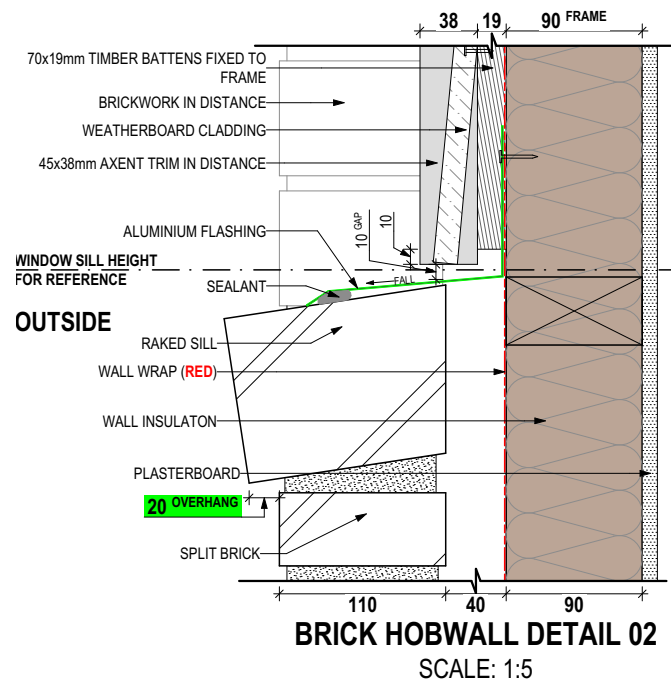 38 19 90 FRAME
70x19mm TIMBER BATTENS FIXED TO
FRAME
BRICKWORK IN DISTANCE
WEATHERBOARD CLADDING
45x38mm AXENT TRIM IN DISTANCE
10 GAP
10
ALUMINIUM FLASHING
WINDOW SILL HEIGHT
FOR REFERENCE
FALL
SEALANT
OUTSIDE
RAKED SILL
WALL WRAP (RED)
WALL INSULATON
PLASTERBOARD
20 OVERHANG
SPLIT BRICK
110 40 90
BRICK HOBWALL DETAIL 02
SCALE: 1:5